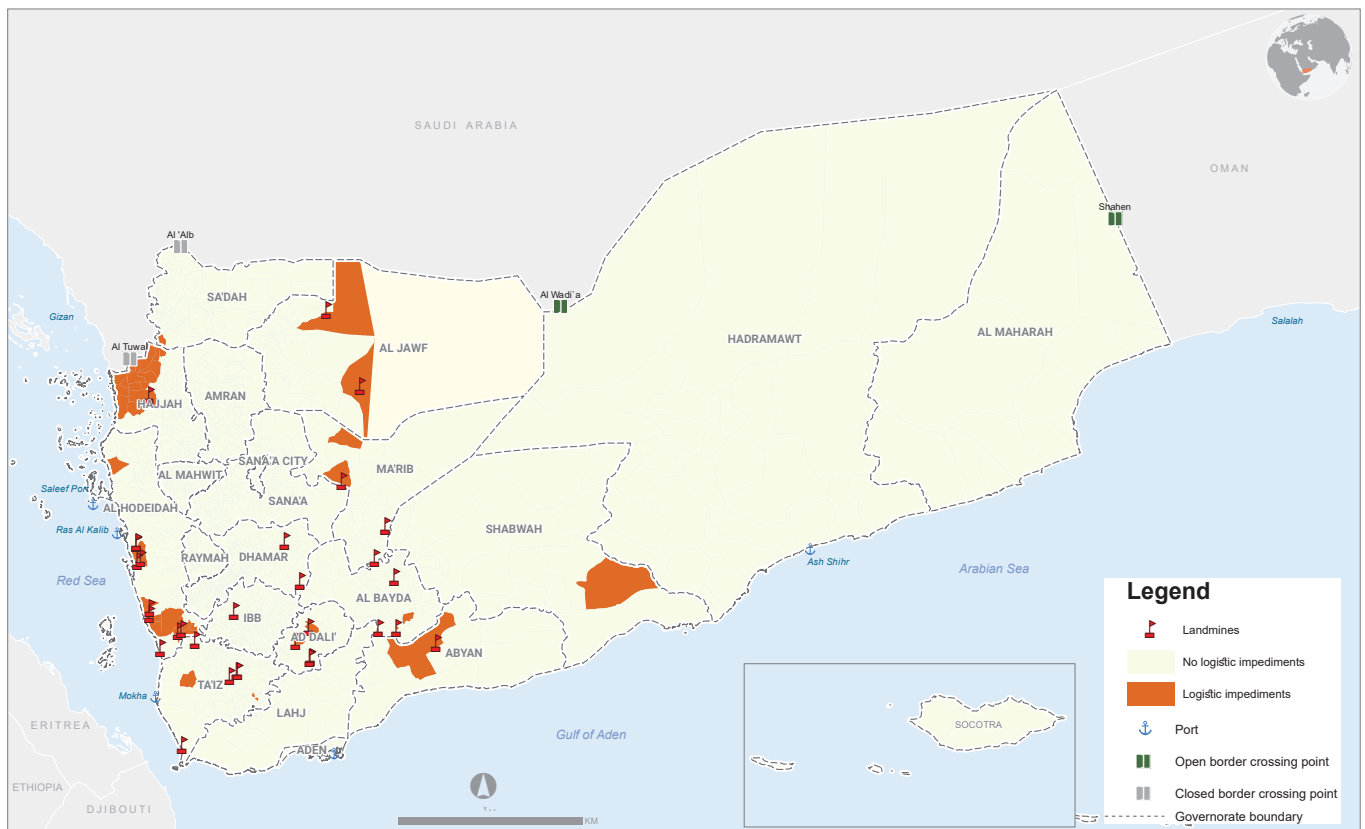 SAUDI ARABIA
OMAN
Shahen
Al 'Alb
SA'DAH
Al Wadi`a
Gizan
Salalah
AL MAHARAH
HADRAMAWT
Al Tuwal
AL JAWF
AMRAN
HAJJAH
SANA'A CITY
MA'RIB
AL MAHWIT
Saleef Port
SANA'A
AL HODEIDAH
SHABWAH
Ras Al Kalib
RAYMAH
DHAMAR
Ash Shihr
Arabian Sea
Red Sea
AL BAYDA
IBB
AD DALI'
ABYAN
TA'IZ
Mokha
LAHJ
ERITREA
Gulf of Aden
ADEN
SOCOTRA
ETHIOPIA
DJIBOUTI
KM
Legend
Landmines
No logistic impediments
Logistic impediments
Port
Open border crossing point
Closed border crossing point
Governorate boundary